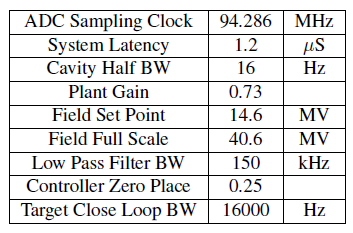 ADC Sampling Clock 94.286 MHz
System Latency 1.2 μS
Cavity Half BW 16 Hz
Plant Gain 0.73
Field Set Point 14.6 MV
Field Full Scale 40.6 MV
Low Pass Filter BW 150 kHz
Controller Zero Place 0.25
Target Close Loop BW 16000 Hz